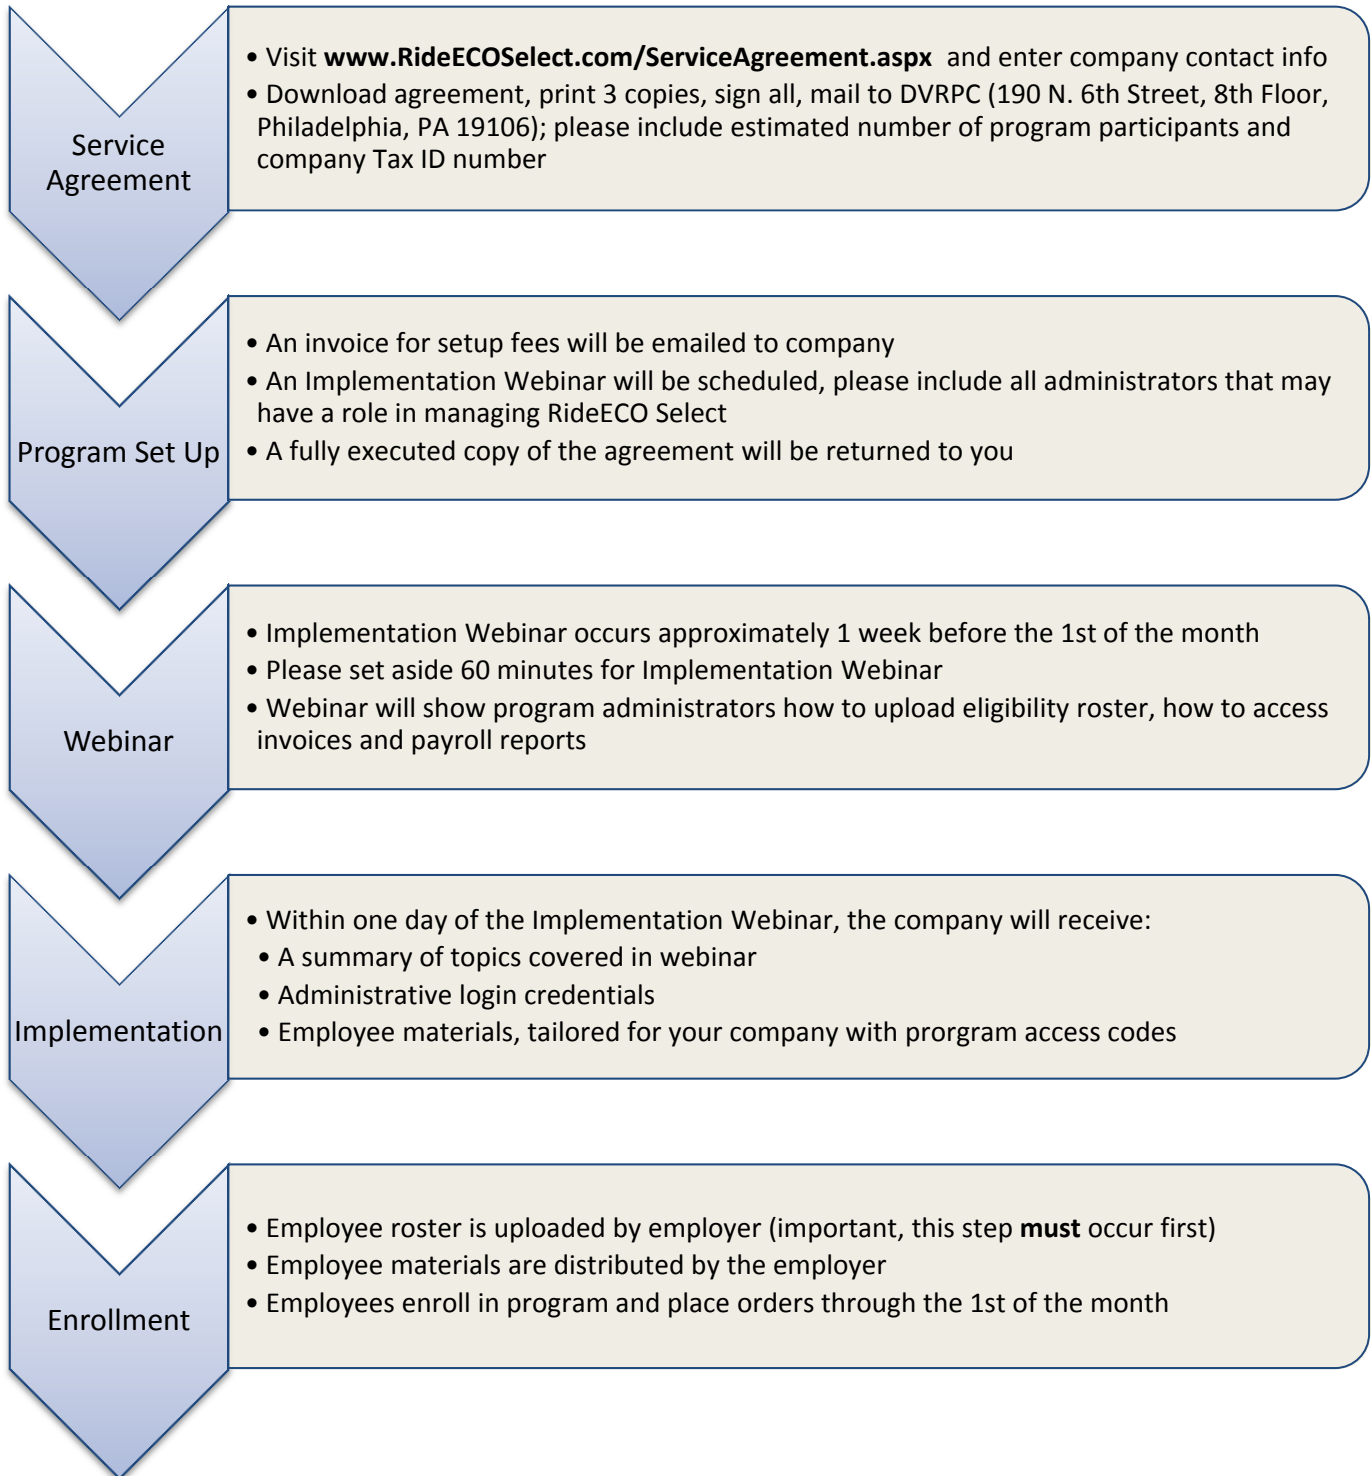 Service
Agreement
• Visit www.RideECOSelect.com/ServiceAgreement.aspx  and enter company contact info
• Download agreement, print 3 copies, sign all, mail to DVRPC (190 N. 6th Street, 8th Floor,
Philadelphia, PA 19106); please include estimated number of program participants and
company Tax ID number
Program Set Up
• An invoice for setup fees will be emailed to company
• An Implementation Webinar will be scheduled, please include all administrators that may
have a role in managing RideECO Select
• A fully executed copy of the agreement will be returned to you
Webinar
• Implementation Webinar occurs approximately 1 week before the 1st of the month
• Please set aside 60 minutes for Implementation Webinar
• Webinar will show program administrators how to upload eligibility roster, how to access
invoices and payroll reports
Implementation
• Within one day of the Implementation Webinar, the company will receive:
• A summary of topics covered in webinar
• Administrative login credentials
• Employee materials, tailored for your company with prorgram access codes
Enrollment
• Employee roster is uploaded by employer (important, this step must occur first)
• Employee materials are distributed by the employer
• Employees enroll in program and place orders through the 1st of the month